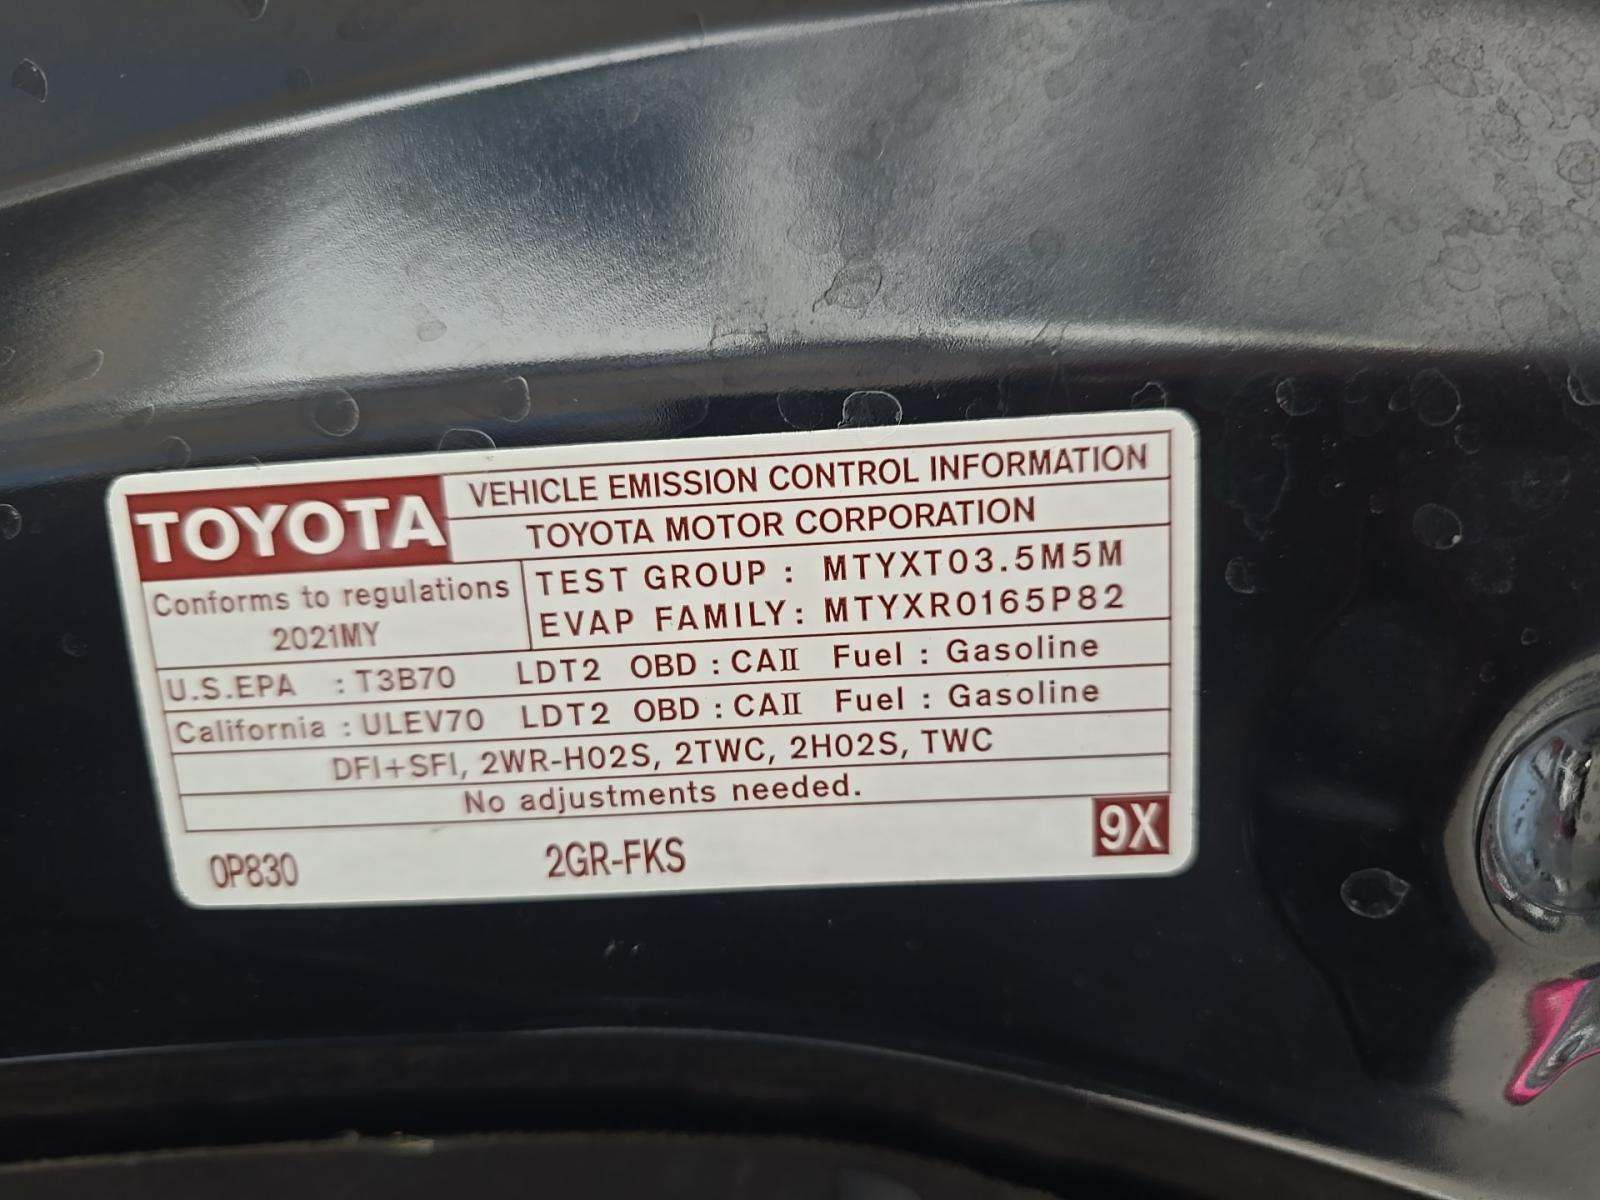 TOYOTA
VEHICLE EMISSION CONTROL INFORMATION
TOYOTA MOTOR CORPORATION
Conforms to regulations
2021MY
TEST GROUP : MTYXT03.5M5M
EVAP FAMILY: MTYXR0165P82
U.S.EPA : T3B70 LDT2 OBD : CAII Fuel : Gasoline
California : ULEV70 LDT2 OBD : CAII Fuel : Gasoline
DFI+SFI, 2WR-HO2S, 2TWC, 2HO2S, TWC
No adjustments needed.
0P830 2GR-FKS 9X